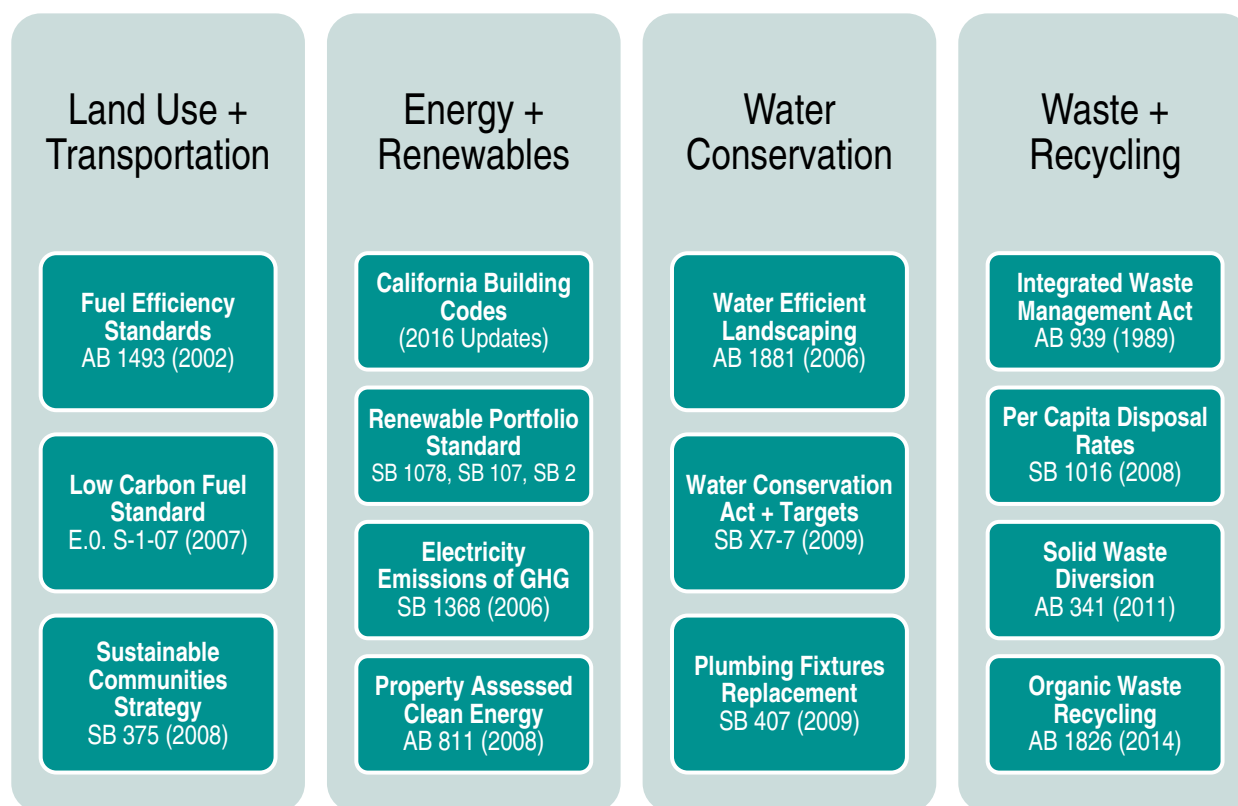 Land Use +
Transportation
Fuel Efficiency
Standards
AB 1493 (2002)
Low Carbon Fuel
Standard
E.0. S-1-07 (2007)
Sustainable
Communities
Strategy
SB 375 (2008)
Energy +
Renewables
California Building
Codes
(2016 Updates)
Renewable Portfolio
Standard
SB 1078, SB 107, SB 2
Electricity
Emissions of GHG
SB 1368 (2006)
Property Assessed
Clean Energy
AB 811 (2008)
Water
Conservation
Water Efficient
Landscaping
AB 1881 (2006)
Water Conservation
Act + Targets
SB X7-7 (2009)
Plumbing Fixtures
Replacement
SB 407 (2009)
Waste +
Recycling
Integrated Waste
Management Act
AB 939 (1989)
Per Capita Disposal
Rates
SB 1016 (2008)
Solid Waste
Diversion
AB 341 (2011)
Organic Waste
Recycling
AB 1826 (2014)